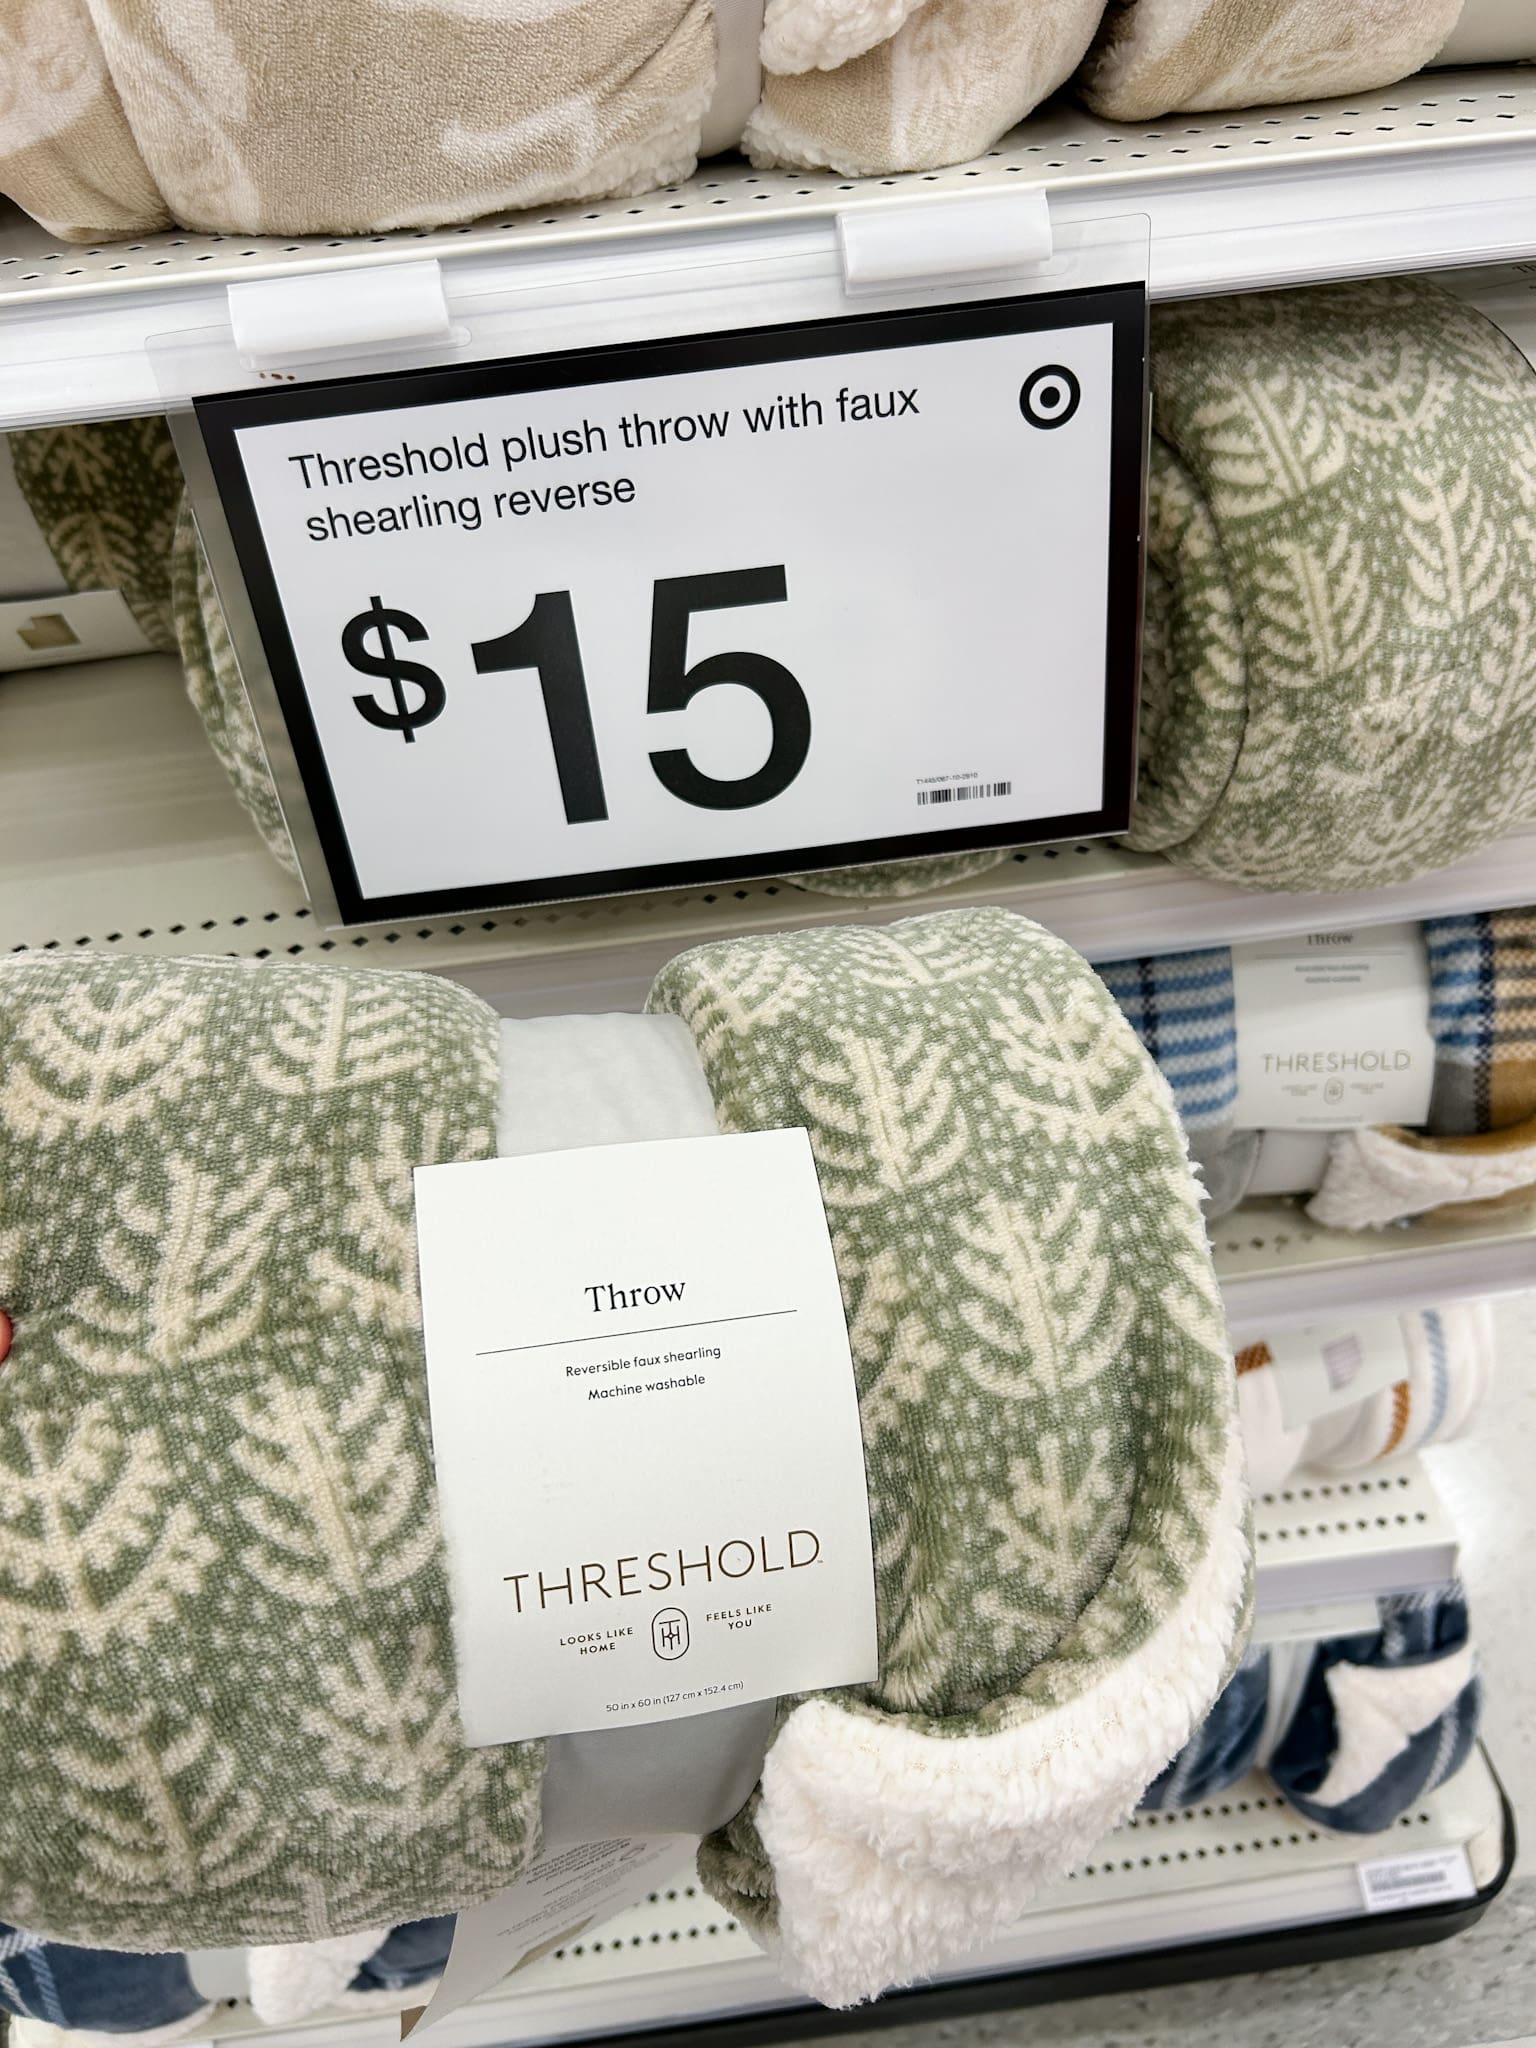 Threshold plush throw with faux
shearling reverse
$15
Throw
THRESHOLD
Throw
Reversible faux shearling
Machine washable
THRESHOLD
LOOKS LIKE
HOME
FEELS LIKE
YOU
50 in x 60 in (127 cm x 152.4 cm)